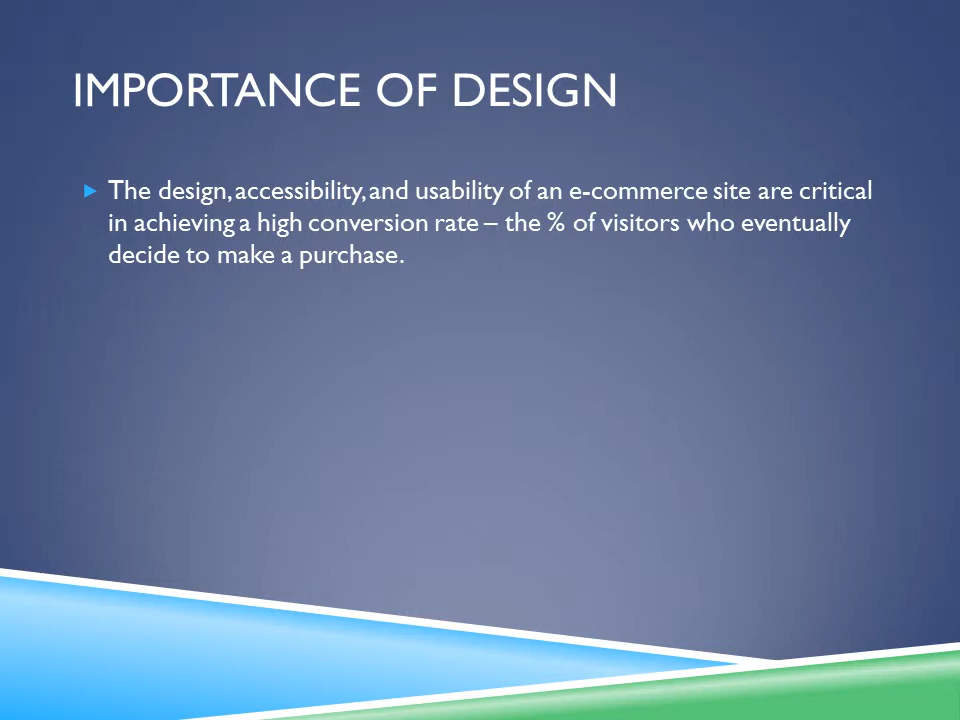 IMPORTANCE OF DESIGN
The design, accessibility, and usability of an e-commerce site are critical
in achieving a high conversion rate – the % of visitors who eventually
decide to make a purchase.